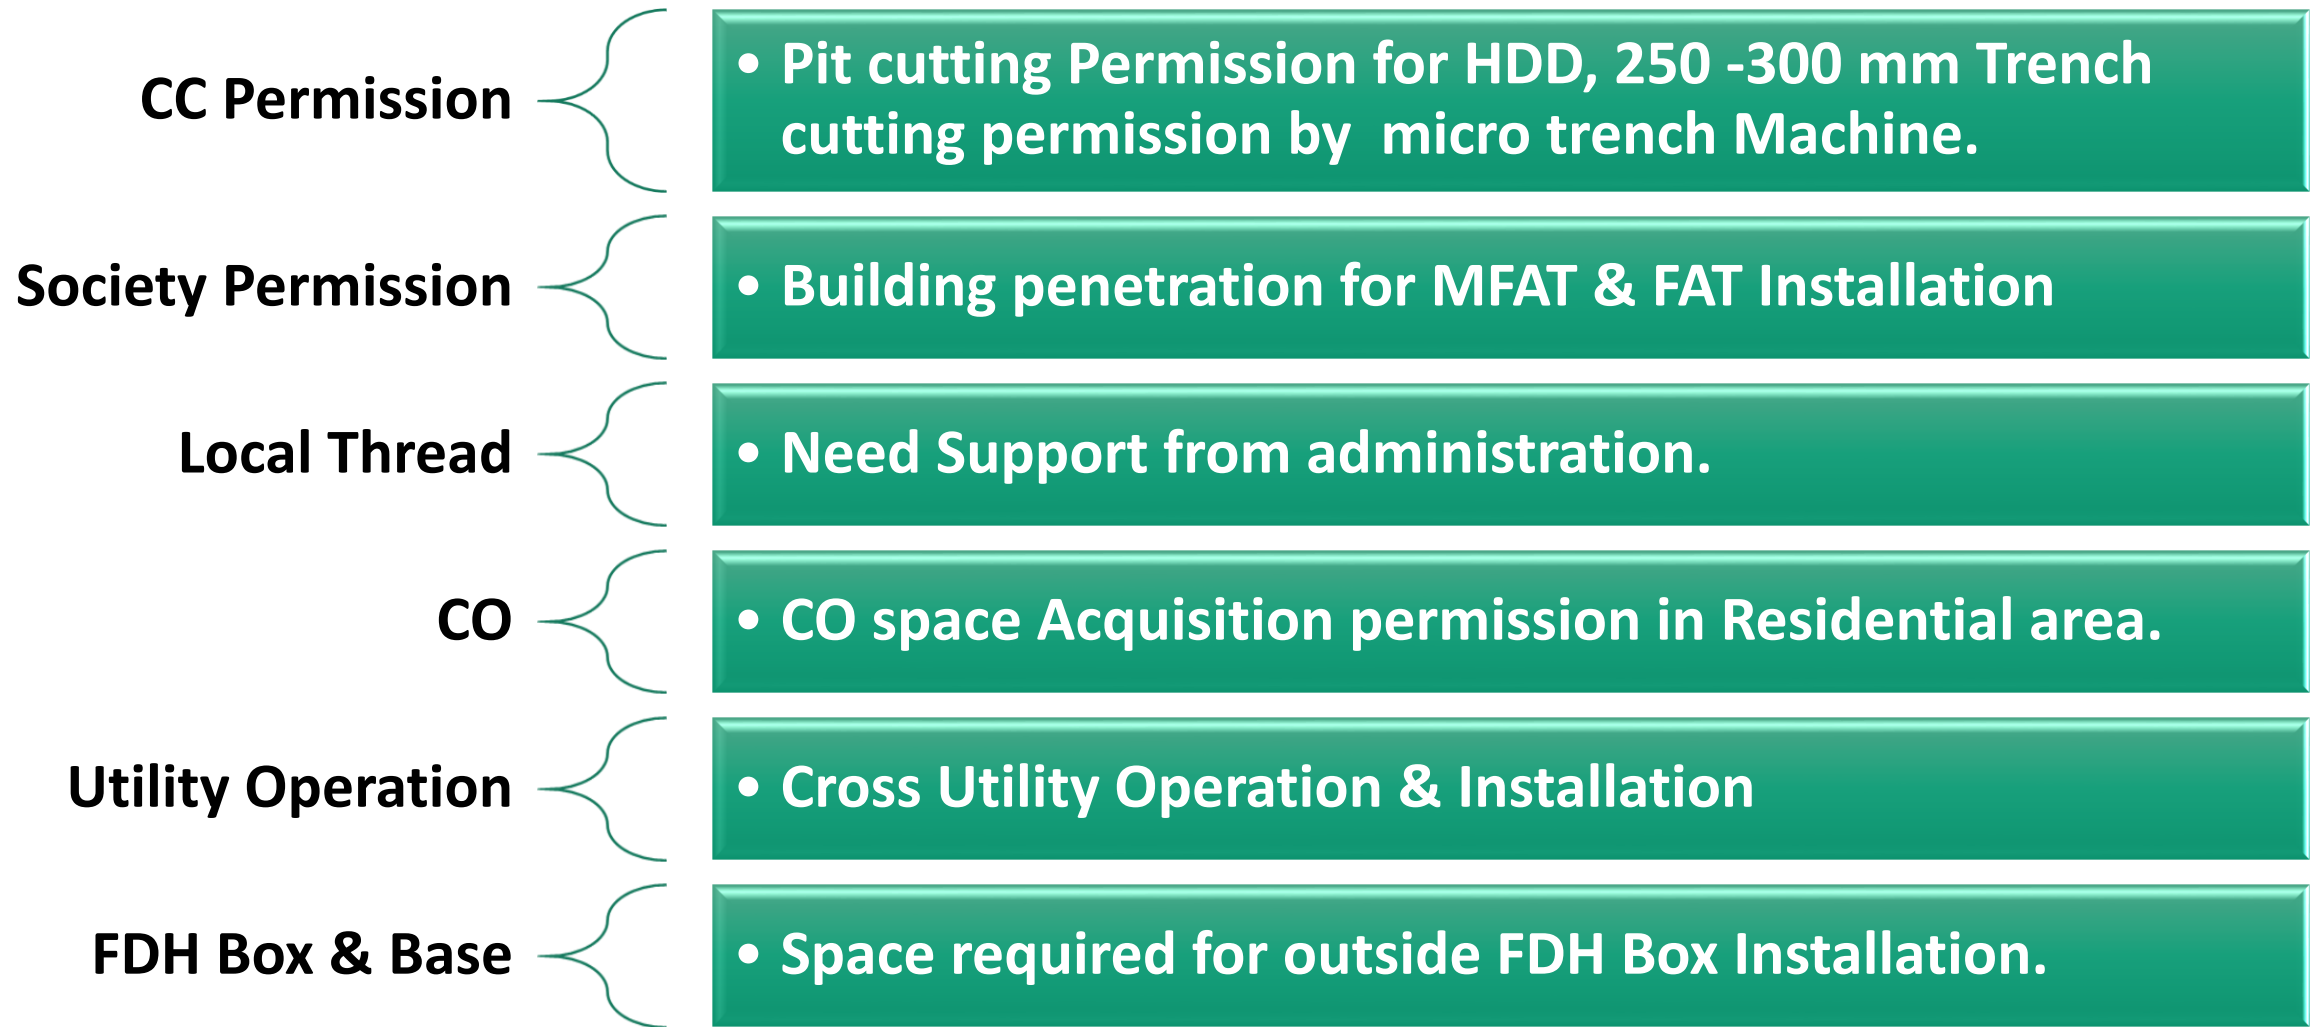 CC Permission
• Pit cutting Permission for HDD, 250 -300 mm Trench
cutting permission by  micro trench Machine.
Society Permission
• Building penetration for MFAT & FAT Installation
Local Thread
• Need Support from administration.
CO
• CO space Acquisition permission in Residential area.
Utility Operation
• Cross Utility Operation & Installation
FDH Box & Base
• Space required for outside FDH Box Installation.